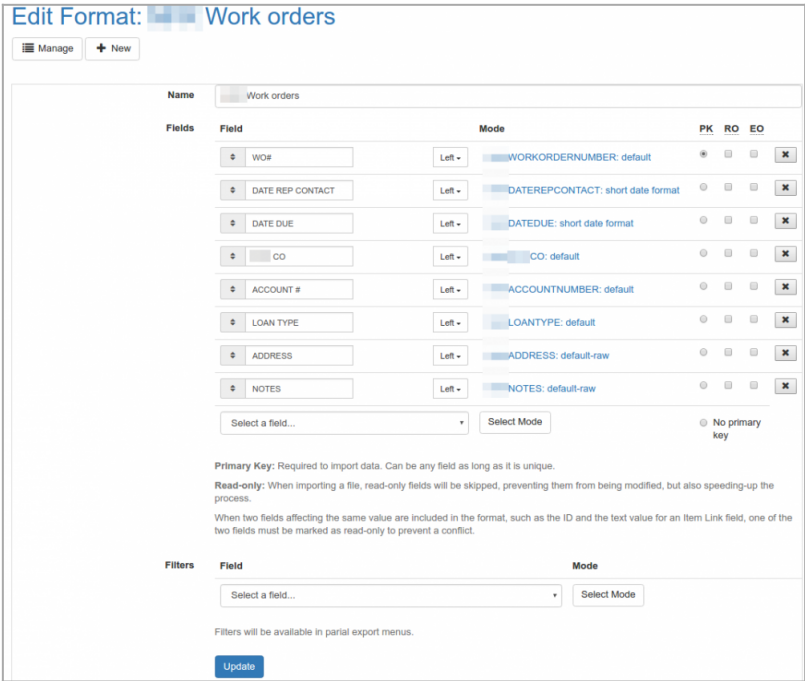 Edit Format: Work orders
Manage + New
Name Work orders
Fields Field Mode PK RO EO
WO# Left WORKORDERNUMBER: default
DATE REP CONTACT Left DATEREPCONTACT: short date format
DATE DUE Left DATEDUE: short date format
CO Left CO: default
ACCOUNT # Left ACCOUNTNUMBER: default
LOAN TYPE Left LOANTYPE: default
ADDRESS Left ADDRESS: default-raw
NOTES Left NOTES: default-raw
Select a field... Select Mode No primary
key
Primary Key: Required to import data. Can be any field as long as it is unique.
Read-only: When importing a file, read-only fields will be skipped, preventing them from being modified, but also speeding-up the
process.
When two fields affecting the same value are included in the format, such as the ID and the text value for an Item Link field, one of the
two fields must be marked as read-only to prevent a conflict.
Filters Field Mode
Select a field... Select Mode
Filters will be available in parial export menus.
Update